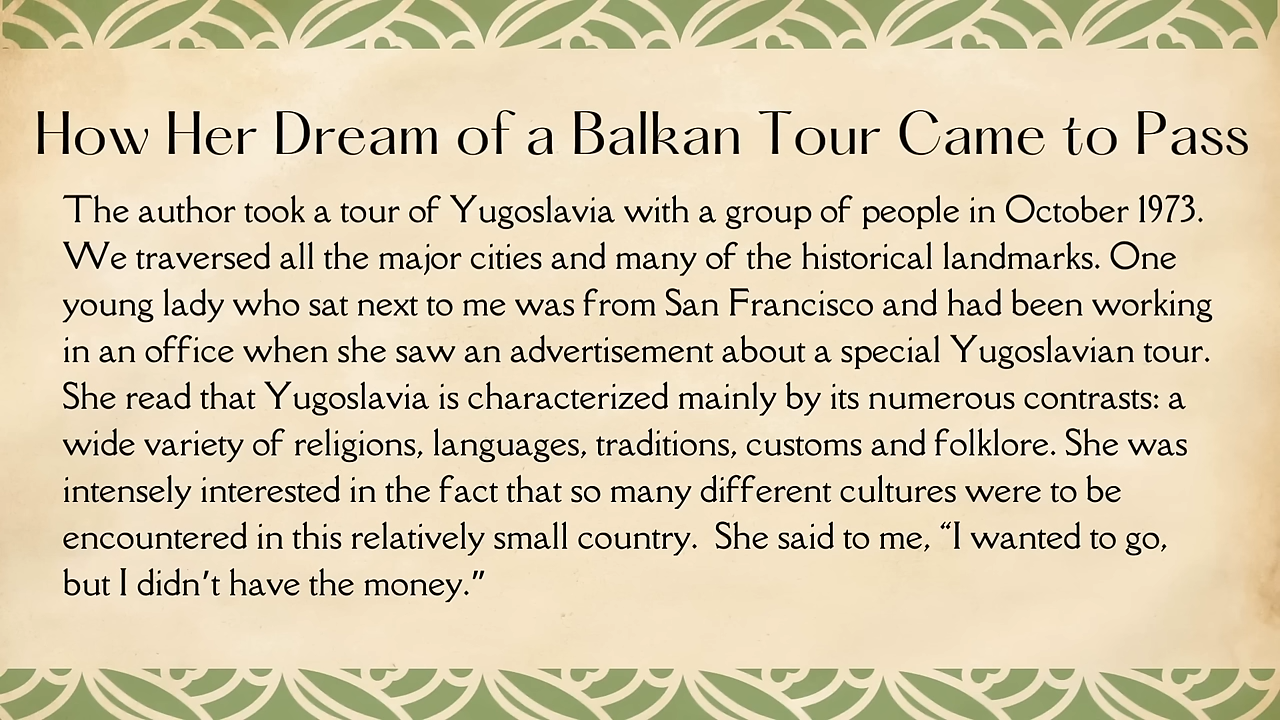 How Her Dream of a Balkan Tour Came to Pass
The author took a tour of Yugoslavia with a group of people in October 1973.
We traversed all the major cities and many of the historical landmarks. One
young lady who sat next to me was from San Francisco and had been working
in an office when she saw an advertisement about a special Yugoslavian tour.
She read that Yugoslavia is characterized mainly by its numerous contrasts: a
wide variety of religions, languages, traditions, customs and folklore. She was
intensely interested in the fact that so many different cultures were to be
encountered in this relatively small country.  She said to me, “I wanted to go,
but I didn't have the money."